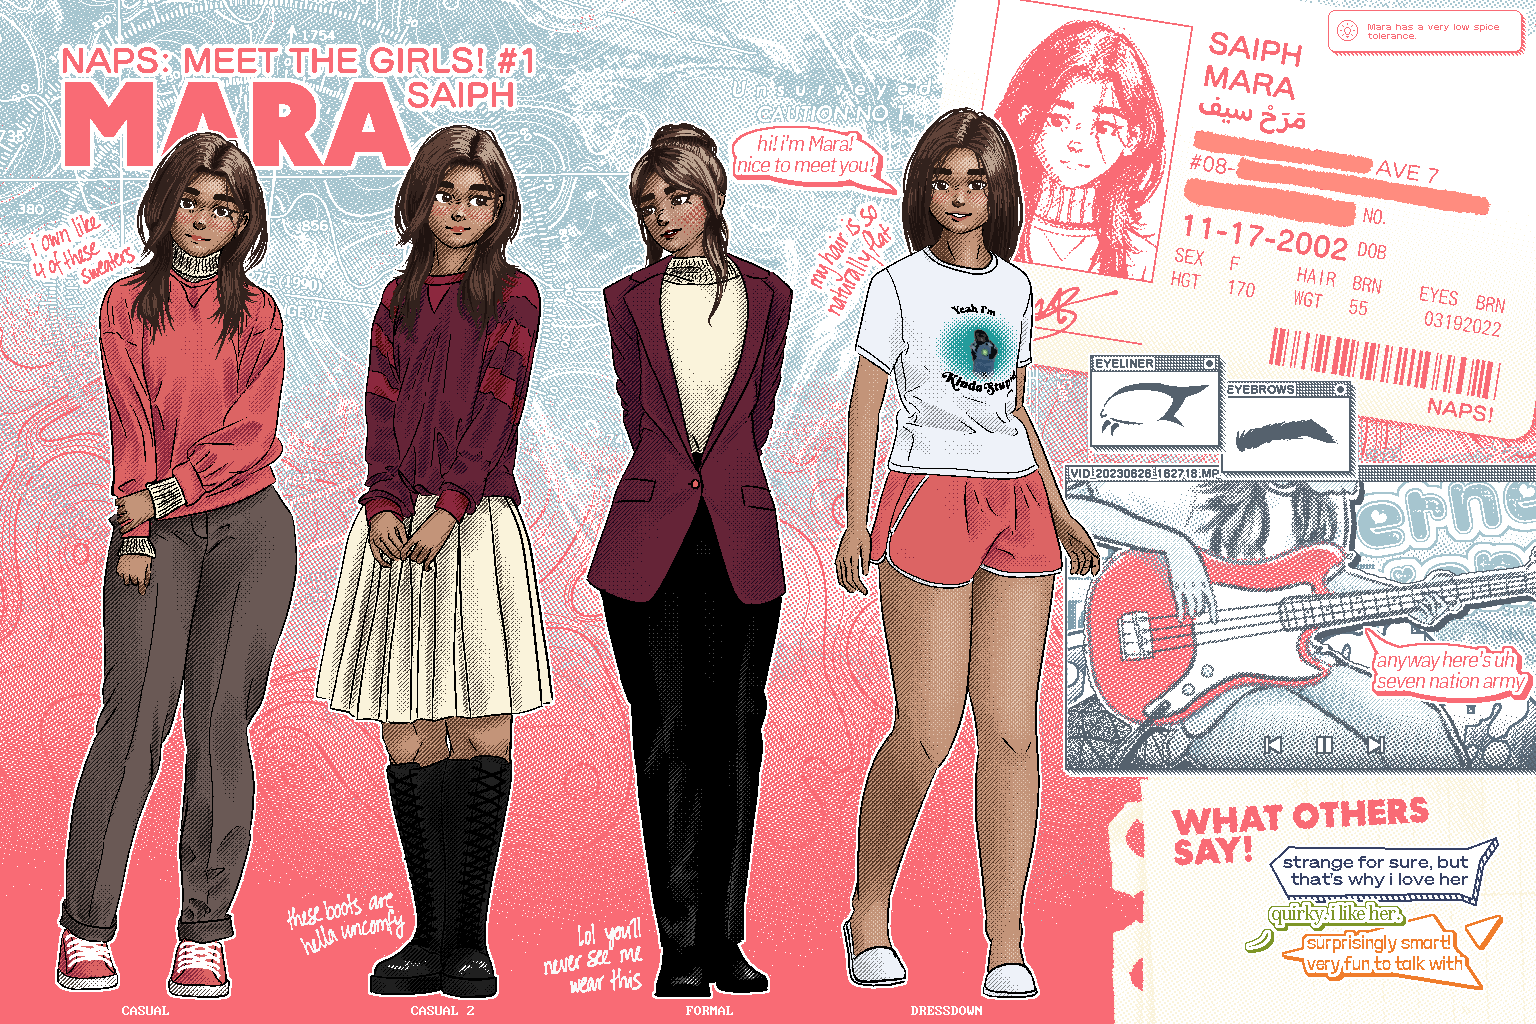 1754
NAPS: MEET THE GIRLS! #1
MARA SAIPH
Unsurveyed
CAUTION NO
380
1856
i own like
4 of these
sweaters
hi! i'm Mara!
nice to meet you!
my hair is so
naturally flat
Yeah I'm
Kinda Stupid
these boots are
hella uncomfy
lol you'll
never see me
wear this
CASUAL
CASUAL 2
FORMAL
DRESSDOWN
Mara has a very low spice
tolerance.
SAIPH
MARA
مَرَحْ سيف
AVE 7
#08-
NO.
11-17-2002 DOB
SEX F HAIR BRN EYES BRN
HGT 170 WGT 55 03192022
NAPS!
EYELINER
EYEBROWS
VID_20230626_162718.MP
erne
anyway here's uh
seven nation army
WHAT OTHERS
SAY!
strange for sure, but
that's why i love her
quirky. i like her.
surprisingly smart!
very fun to talk with